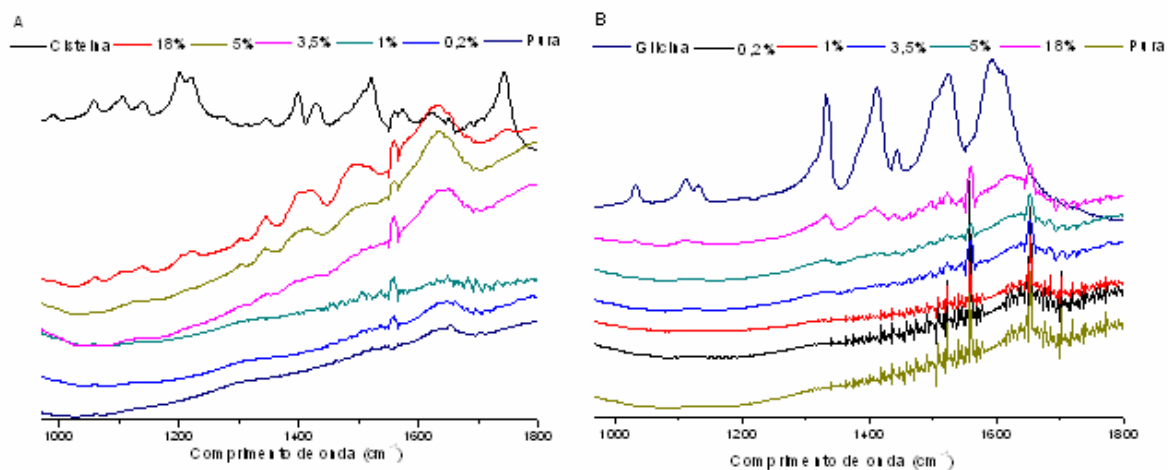 A
Cisteina 18% 5% 3,5% 1% 0,2% Pura
1000 1200 1400 1600 1800
Comprimento de onda (cm⁻¹)
B
Glicina 0,2% 1% 3,5% 5% 18% Pura
1000 1200 1400 1600 1800
Comprimento de onda (cm⁻¹)